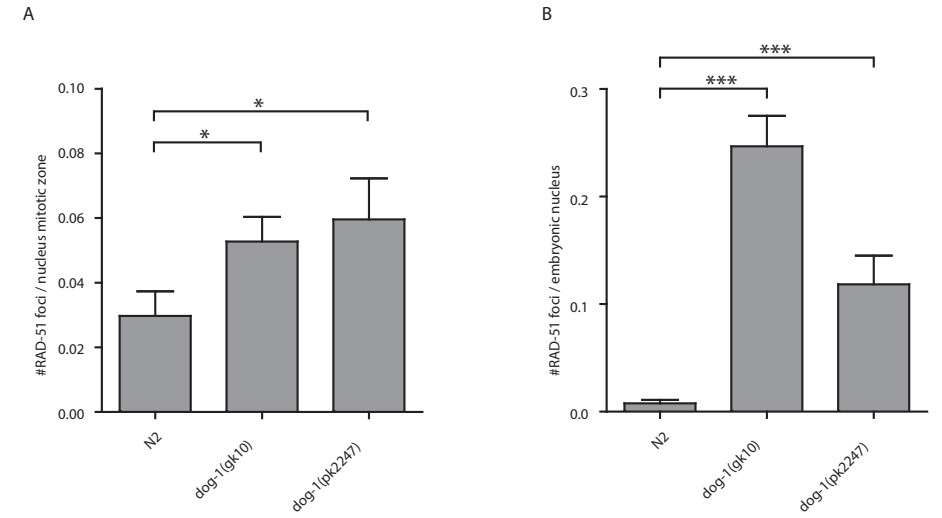 A
#RAD-51 foci / nucleus mitotic zone
0.10
0.08
0.06
0.04
0.02
0.00
*
*
N2
dog-1(gk10)
dog-1(pk2247)
B
#RAD-51 foci / embryonic nucleus
0.3
0.2
0.1
0.0
***
***
N2
dog-1(gk10)
dog-1(pk2247)